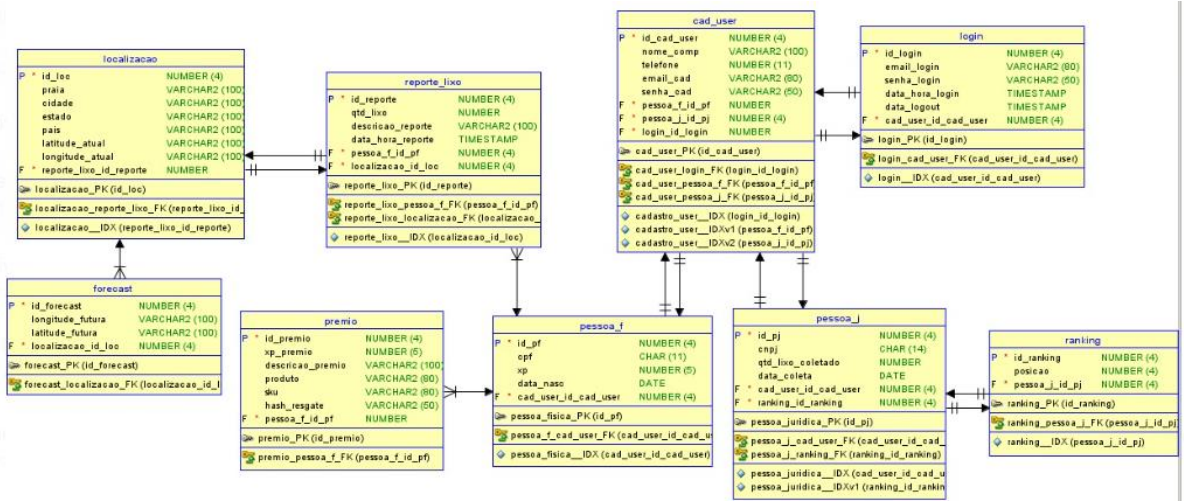 localizacao
P * id_loc NUMBER (4)
praia VARCHAR2 (100)
cidade VARCHAR2 (100)
estado VARCHAR2 (100)
pais VARCHAR2 (100)
latitude_atual VARCHAR2 (100)
longitude_atual VARCHAR2 (100)
F * reporte_lixo_id_reporte NUMBER
localizacao_PK (id_loc)
localizacao_reporte_lixo_FK (reporte_lixo_id_
localizacao__IDX (reporte_lixo_id_reporte)
reporte_lixo
P * id_reporte NUMBER (4)
qtd_lixo NUMBER
descricao_reporte VARCHAR2 (100)
data_hora_reporte TIMESTAMP
F * pessoa_f_id_pf NUMBER (4)
F * localizacao_id_loc NUMBER (4)
reporte_lixo_PK (id_reporte)
reporte_lixo_pessoa_f_FK (pessoa_f_id_pf)
reporte_lixo_localizacao_FK (localizacao_
reporte_lixo__IDX (localizacao_id_loc)
cad_user
P * id_cad_user NUMBER (4)
nome_comp VARCHAR2 (100)
telefone NUMBER (11)
email_cad VARCHAR2 (80)
senha_cad VARCHAR2 (50)
F * pessoa_f_id_pf NUMBER
F * pessoa_j_id_pj NUMBER (4)
F * login_id_login NUMBER
cad_user_PK (id_cad_user)
cad_user_login_FK (login_id_login)
cad_user_pessoa_f_FK (pessoa_f_id_pf
cad_user_pessoa_j_FK (pessoa_j_id_pj
cadastro_user__IDX (login_id_login)
cadastro_user__IDXv1 (pessoa_f_id_pf)
cadastro_user__IDXv2 (pessoa_j_id_pj)
login
P * id_login NUMBER (4)
email_login VARCHAR2 (80)
senha_login VARCHAR2 (50)
data_hora_login TIMESTAMP
data_logout TIMESTAMP
F * cad_user_id_cad_user NUMBER (4)
login_PK (id_login)
login_cad_user_FK (cad_user_id_cad_user)
login__IDX (cad_user_id_cad_user)
forecast
P * id_forecast NUMBER (4)
longitude_futura VARCHAR2 (100)
latitude_futura VARCHAR2 (100)
F * localizacao_id_loc NUMBER (4)
forecast_PK (id_forecast)
forecast_localizacao_FK (localizacao_id_l
premio
P * id_premio NUMBER (4)
xp_premio NUMBER (5)
descricao_premio VARCHAR2 (100)
produto VARCHAR2 (80)
sku VARCHAR2 (80)
hash_resgate VARCHAR2 (50)
F * pessoa_f_id_pf NUMBER
premio_PK (id_premio)
premio_pessoa_f_FK (pessoa_f_id_pf)
pessoa_f
P * id_pf NUMBER (4)
cpf CHAR (11)
xp NUMBER (5)
data_nasc DATE
F * cad_user_id_cad_user NUMBER (4)
pessoa_fisica_PK (id_pf)
pessoa_f_cad_user_FK (cad_user_id_cad_u
pessoa_fisica__IDX (cad_user_id_cad_user)
pessoa_j
P * id_pj NUMBER (4)
cnpj CHAR (14)
qtd_lixo_coletado NUMBER
data_coleta DATE
F * cad_user_id_cad_user NUMBER (4)
F * ranking_id_ranking NUMBER (4)
pessoa_juridica_PK (id_pj)
pessoa_j_cad_user_FK (cad_user_id_cad_
pessoa_j_ranking_FK (ranking_id_ranking)
pessoa_juridica__IDX (cad_user_id_cad_u
pessoa_juridica__IDXv1 (ranking_id_rankin
ranking
P * id_ranking NUMBER (4)
posicao NUMBER (4)
F * pessoa_j_id_pj NUMBER (4)
ranking_PK (id_ranking)
ranking_pessoa_j_FK (pessoa_j_id_pj
ranking__IDX (pessoa_j_id_pj)